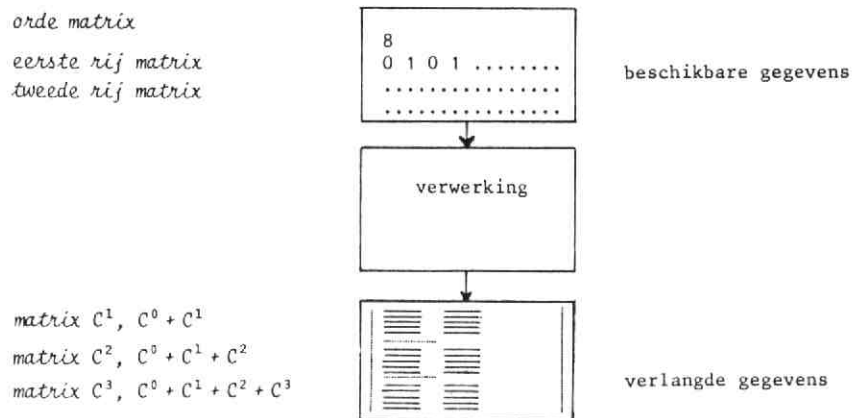 orde matrix
eerste rij matrix
tweede rij matrix
8
0 1 0 1 ........
................
................
beschikbare gegevens
verwerking
matrix C¹, C⁰ + C¹
matrix C², C⁰ + C¹ + C²
matrix C³, C⁰ + C¹ + C² + C³
verlangde gegevens